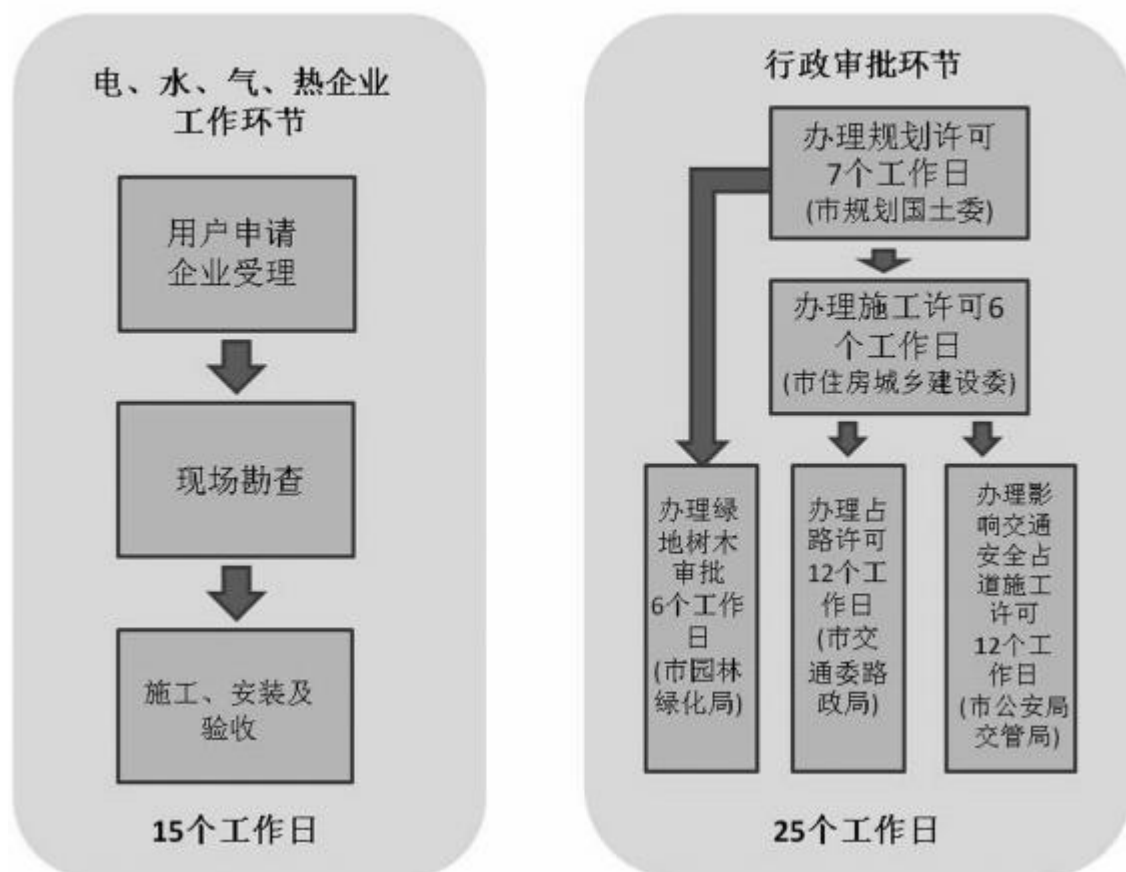 电、水、气、热企业
工作环节
用户申请
企业受理
现场勘查
施工、安装及
验收
15个工作日
行政审批环节
办理规划许可
7个工作日
(市规划国土委)
办理施工许可6
个工作日
(市住房城乡建设委)
办理绿
地树木
审批
6个工作
日
(市园林
绿化局)
办理占
路许可
12个工
作日
(市交
通委路
政局)
办理影
响交通
安全占
道施工
许可
12个工
作日
(市公安局
交管局)
25个工作日